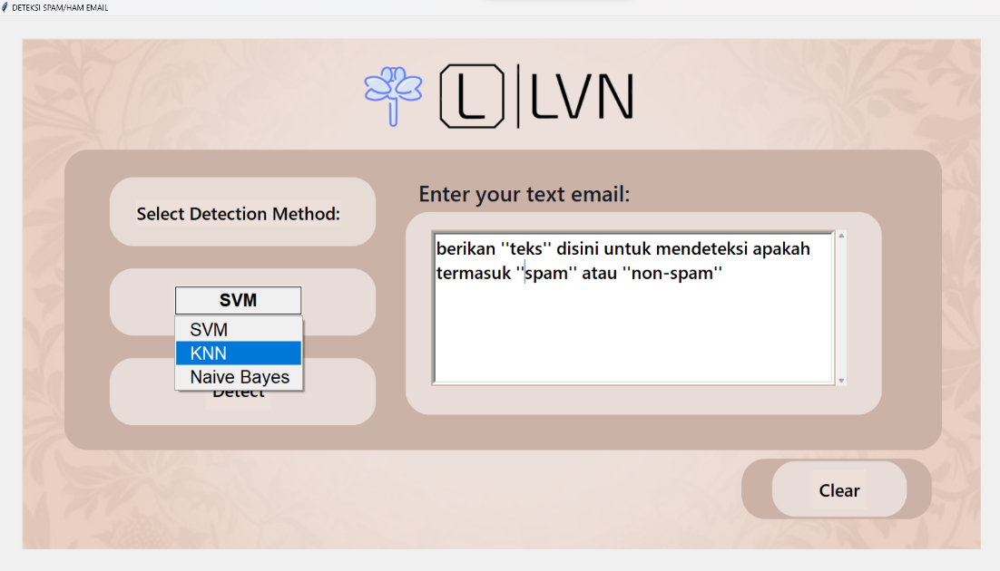 DETEKSI SPAM/HAM EMAIL
L LVN
Select Detection Method:
SVM
SVM
KNN
Naive Bayes
Detect
Enter your text email:
berikan ''teks'' disini untuk mendeteksi apakah
termasuk ''spam'' atau ''non-spam''
Clear